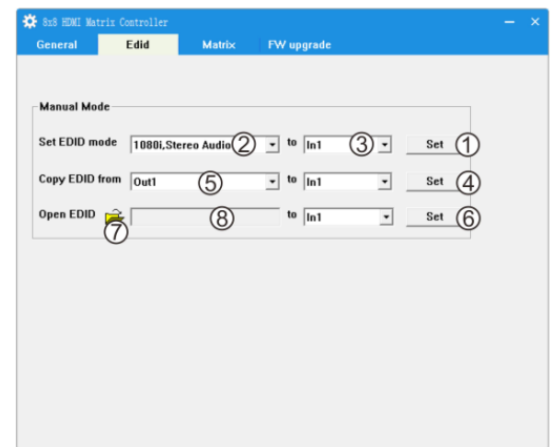 8x8 HDMI Matrix Controller
General Edid Matrix FW upgrade
Manual Mode
Set EDID mode 1080i,Stereo Audio ② to In1 ③ Set ①
Copy EDID from Out1 ⑤ to In1 Set ④
Open EDID ⑦ ⑧ to In1 Set ⑥